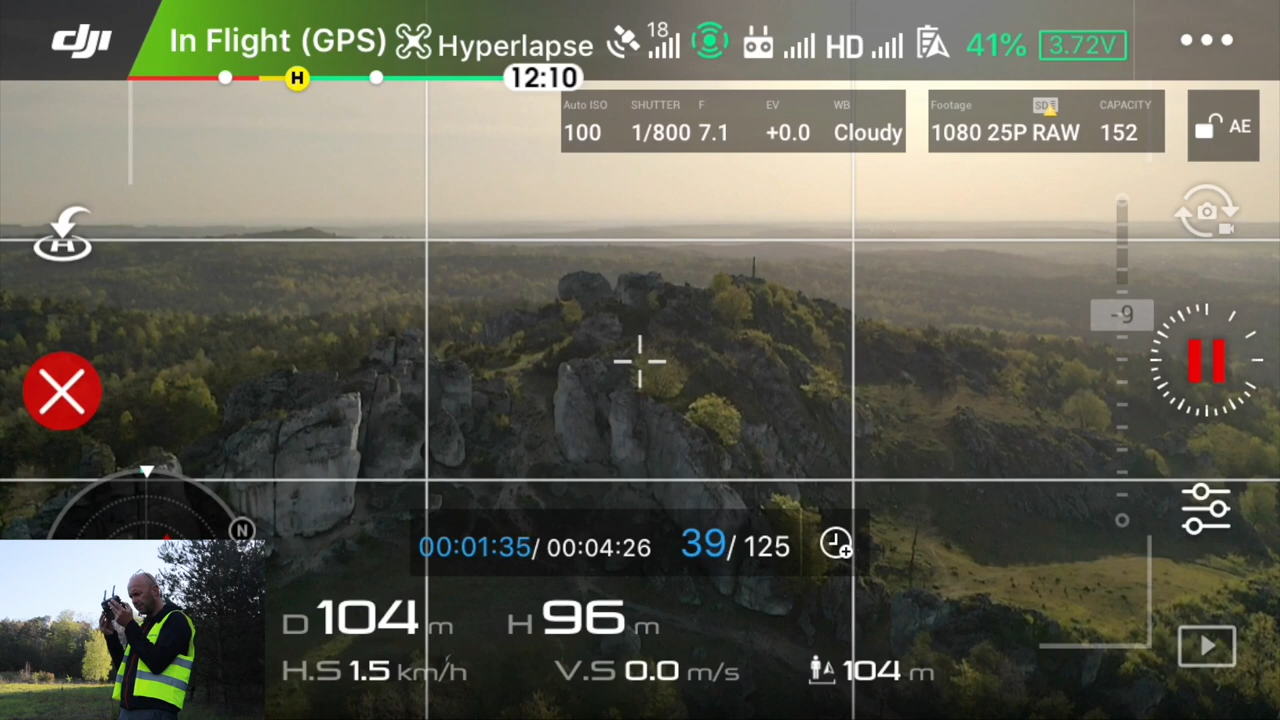 dji In Flight (GPS) Hyperlapse 18 HD 41% 3.72V
H 12:10
Auto ISO SHUTTER F EV WB Footage SD CAPACITY
100 1/800 7.1 +0.0 Cloudy 1080 25P RAW 152 AE
H
-9
N
00:01:35/ 00:04:26 39/ 125
D 104 m H 96 m
H.S 1.5 km/h V.S 0.0 m/s 104 m